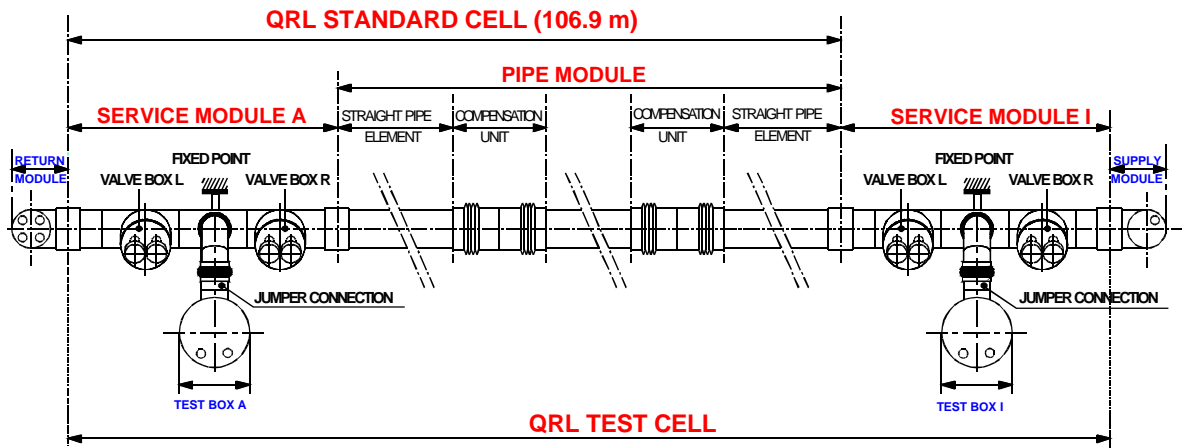 QRL STANDARD CELL (106.9 m)
PIPE MODULE
SERVICE MODULE A
STRAIGHT PIPE
ELEMENT
COMPENSATION
UNIT
COMPENSATION
UNIT
STRAIGHT PIPE
ELEMENT
SERVICE MODULE I
RETURN
MODULE
FIXED POINT
VALVE BOX L
VALVE BOX R
FIXED POINT
VALVE BOX L
VALVE BOX R
SUPPLY
MODULE
JUMPER CONNECTION
JUMPER CONNECTION
TEST BOX A
TEST BOX I
QRL TEST CELL